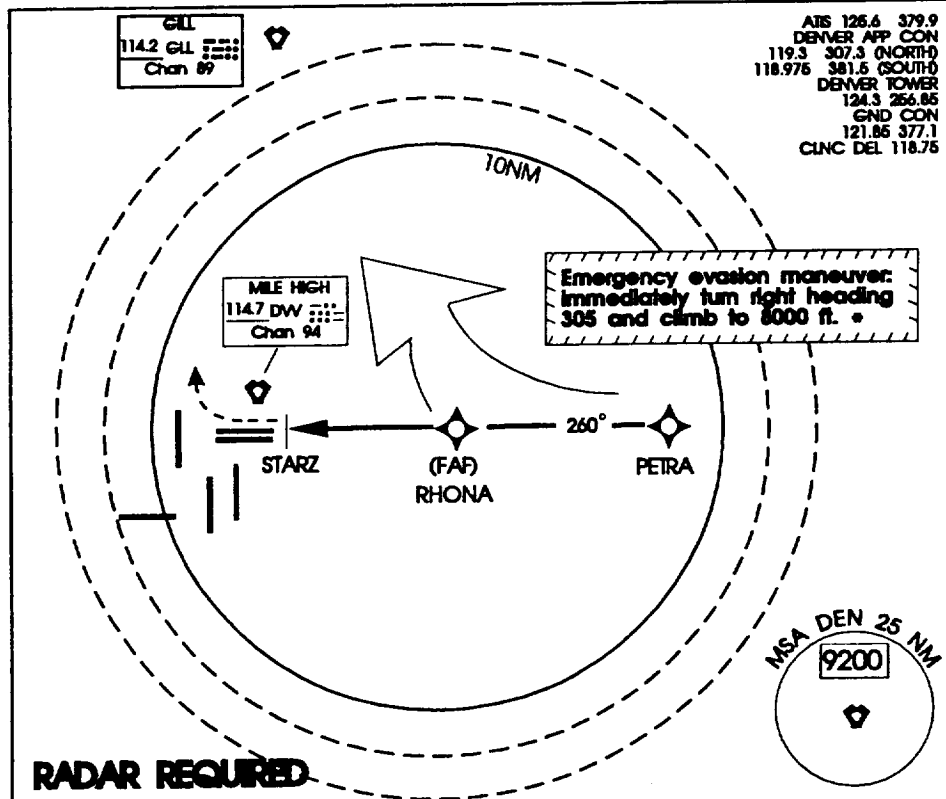 GILL
114.2 GLL
Chan 89
ATIS 125.6 379.9
DENVER APP CON
119.3 307.3 (NORTH)
118.975 381.5 (SOUTH)
DENVER TOWER
124.3 256.85
GND CON
121.85 377.1
CLNC DEL 118.75
10NM
Emergency evasion maneuver:
immediately turn right heading
305 and climb to 8000 ft. *
MILE HIGH
114.7 DVV
Chan 94
STARZ
(FAF)
RHONA
260°
PETRA
MSA DEN 25 NM
9200
RADAR REQUIRED